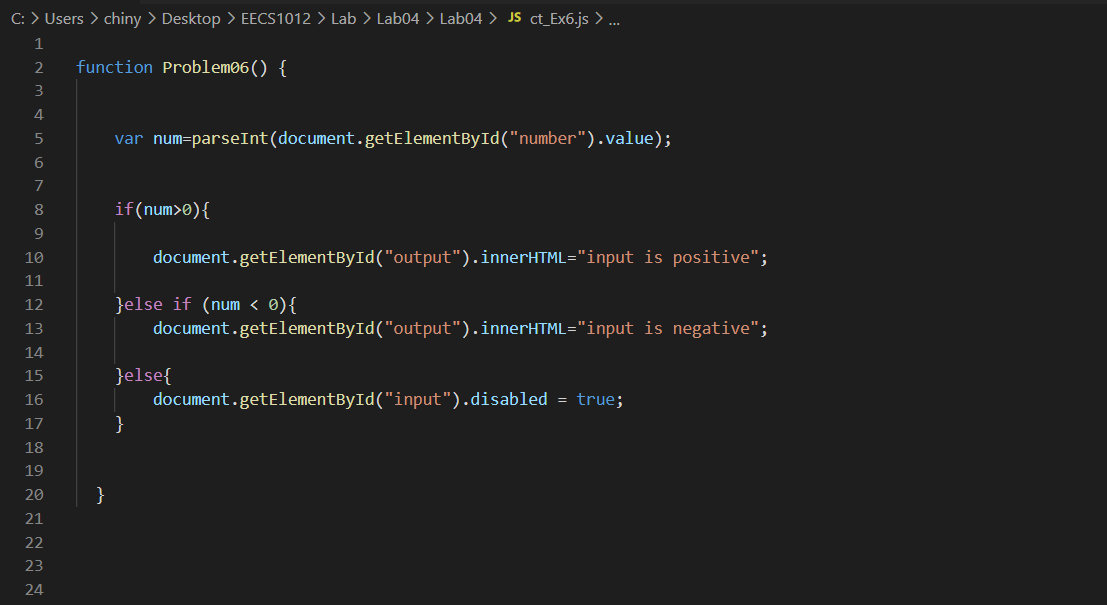 C: > Users > chiny > Desktop > EECS1012 > Lab > Lab04 > Lab04 > JS ct_Ex6.js > ...
1
2 function Problem06() {
3
4
5 var num=parseInt(document.getElementById("number").value);
6
7
8 if(num>0){
9
10 document.getElementById("output").innerHTML="input is positive";
11
12 }else if (num < 0){
13 document.getElementById("output").innerHTML="input is negative";
14
15 }else{
16 document.getElementById("input").disabled = true;
17 }
18
19
20 }
21
22
23
24